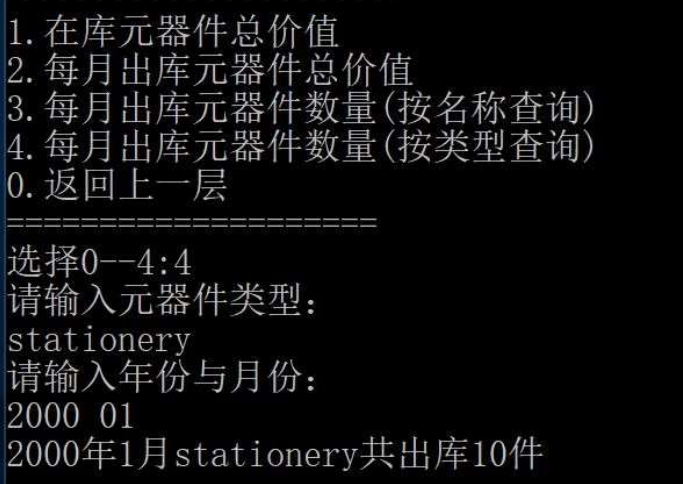 1.在库元器件总价值
2.每月出库元器件总价值
3.每月出库元器件数量(按名称查询)
4.每月出库元器件数量(按类型查询)
0.返回上一层
====================
选择0--4:4
请输入元器件类型:
stationery
请输入年份与月份:
2000 01
2000年1月stationery共出库10件